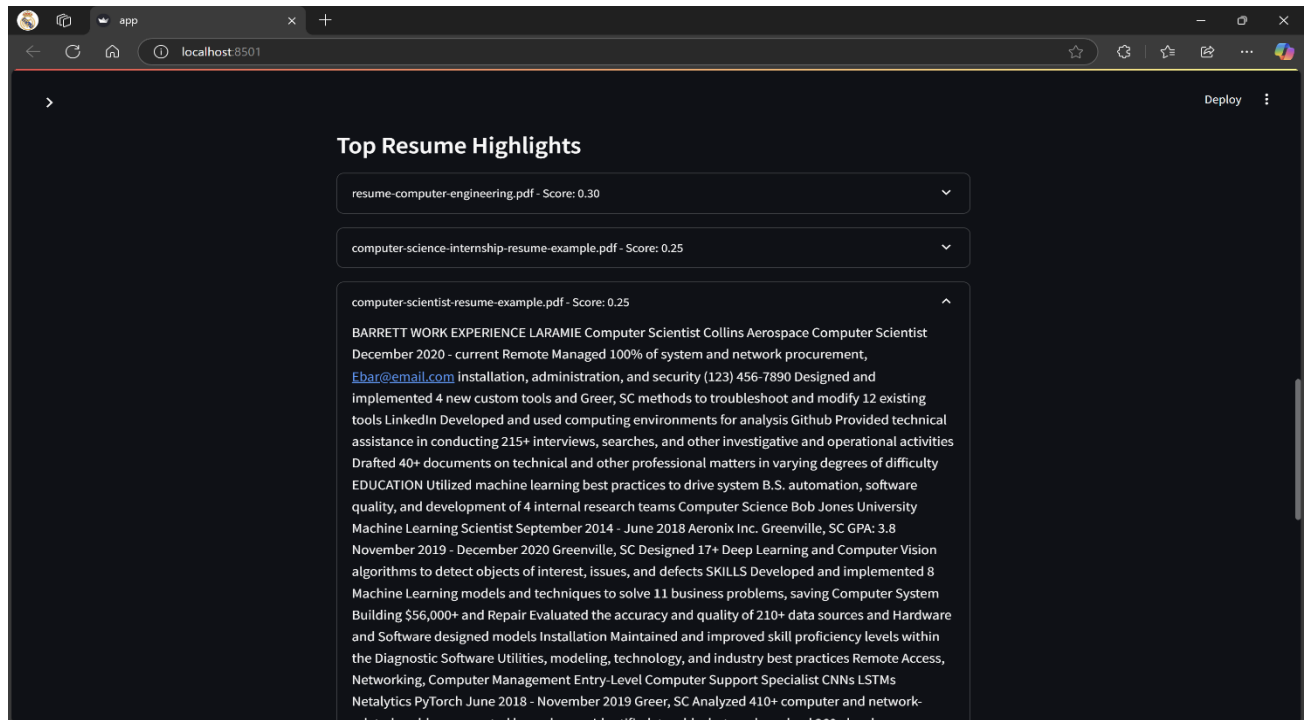 app
localhost:8501
Deploy
Top Resume Highlights
resume-computer-engineering.pdf - Score: 0.30
computer-science-internship-resume-example.pdf - Score: 0.25
computer-scientist-resume-example.pdf - Score: 0.25
BARRETT WORK EXPERIENCE LARAMIE Computer Scientist Collins Aerospace Computer Scientist
December 2020 - current Remote Managed 100% of system and network procurement,
Ebar@email.com installation, administration, and security (123) 456-7890 Designed and
implemented 4 new custom tools and Greer, SC methods to troubleshoot and modify 12 existing
tools LinkedIn Developed and used computing environments for analysis Github Provided technical
assistance in conducting 215+ interviews, searches, and other investigative and operational activities
Drafted 40+ documents on technical and other professional matters in varying degrees of difficulty
EDUCATION Utilized machine learning best practices to drive system B.S. automation, software
quality, and development of 4 internal research teams Computer Science Bob Jones University
Machine Learning Scientist September 2014 - June 2018 Aeronix Inc. Greenville, SC GPA: 3.8
November 2019 - December 2020 Greenville, SC Designed 17+ Deep Learning and Computer Vision
algorithms to detect objects of interest, issues, and defects SKILLS Developed and implemented 8
Machine Learning models and techniques to solve 11 business problems, saving Computer System
Building $56,000+ and Repair Evaluated the accuracy and quality of 210+ data sources and Hardware
and Software designed models Installation Maintained and improved skill proficiency levels within
the Diagnostic Software Utilities, modeling, technology, and industry best practices Remote Access,
Networking, Computer Management Entry-Level Computer Support Specialist CNNs LSTMs
Netalytics PyTorch June 2018 - November 2019 Greer, SC Analyzed 410+ computer and network-